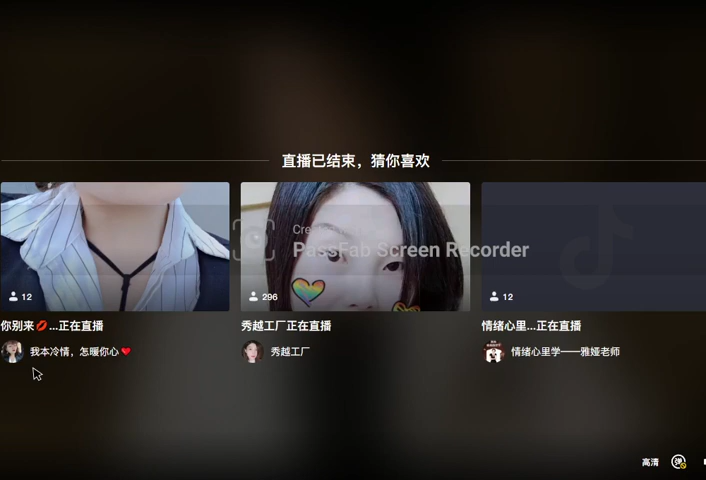 直播已结束，猜你喜欢
PassFab Screen Recorder
12
296
12
你别来💋...正在直播
秀越工厂正在直播
情绪心里...正在直播
我本冷情，怎暖你心❤
秀越工厂
情绪心里学——雅娅老师
高清